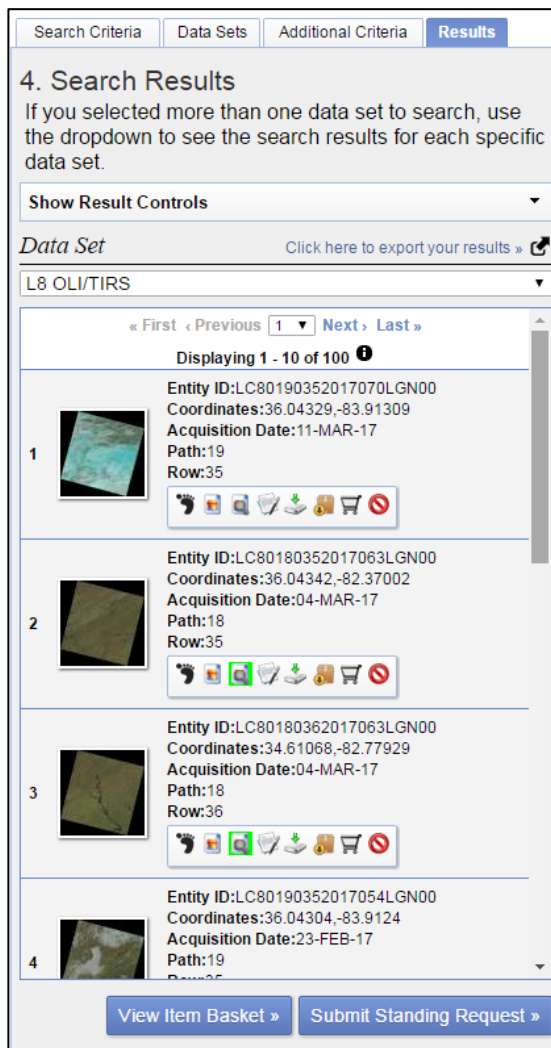 Search Criteria Data Sets Additional Criteria Results
4. Search Results
If you selected more than one data set to search, use
the dropdown to see the search results for each specific
data set.
Show Result Controls
Data Set Click here to export your results »
L8 OLI/TIRS
« First ‹ Previous 1 Next › Last »
Displaying 1 - 10 of 100
Entity ID:LC80190352017070LGN00
Coordinates:36.04329,-83.91309
Acquisition Date:11-MAR-17
1 Path:19
Row:35
Entity ID:LC80180352017063LGN00
Coordinates:36.04342,-82.37002
Acquisition Date:04-MAR-17
2 Path:18
Row:35
Entity ID:LC80180362017063LGN00
Coordinates:34.61068,-82.77929
Acquisition Date:04-MAR-17
3 Path:18
Row:36
Entity ID:LC80190352017054LGN00
Coordinates:36.04304,-83.9124
Acquisition Date:23-FEB-17
4 Path:19
Row:35
View Item Basket » Submit Standing Request »